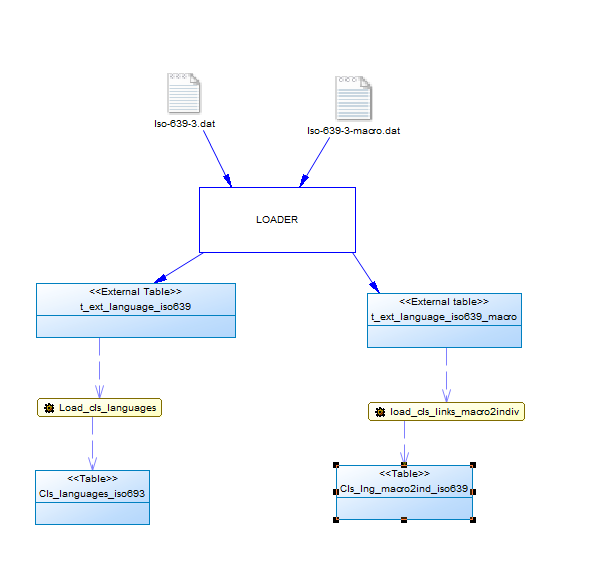 Iso-639-3.dat
Iso-639-3-macro.dat
LOADER
<<External Table>>
t_ext_language_iso639
<<External table>>
t_ext_language_iso639_macro
Load_cls_languages
load_cls_links_macro2indiv
<<Table>>
Cls_languages_iso693
<<Table>>
Cls_lng_macro2ind_iso639